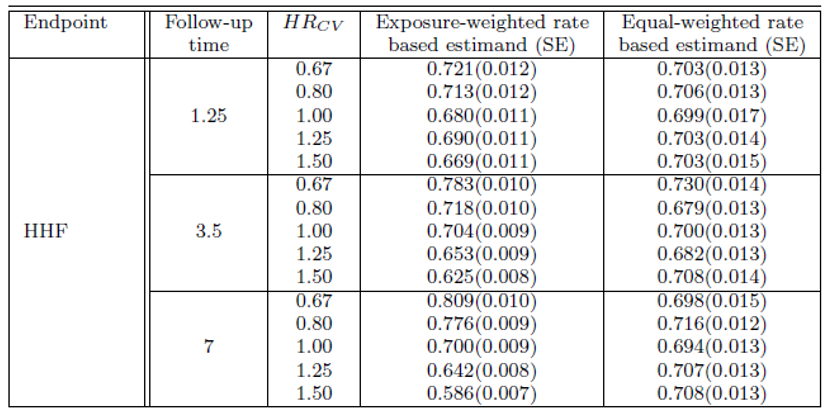 Endpoint Follow-up time HR_CV Exposure-weighted rate based estimand (SE) Equal-weighted rate based estimand (SE)
0.67 0.721(0.012) 0.703(0.013)
0.80 0.713(0.012) 0.706(0.013)
1.25 1.00 0.680(0.011) 0.699(0.017)
1.25 0.690(0.011) 0.703(0.014)
1.50 0.669(0.011) 0.703(0.015)
0.67 0.783(0.010) 0.730(0.014)
0.80 0.718(0.010) 0.679(0.013)
HHF 3.5 1.00 0.704(0.009) 0.700(0.013)
1.25 0.653(0.009) 0.682(0.013)
1.50 0.625(0.008) 0.708(0.014)
0.67 0.809(0.010) 0.698(0.015)
0.80 0.776(0.009) 0.716(0.012)
7 1.00 0.700(0.009) 0.694(0.013)
1.25 0.642(0.008) 0.707(0.013)
1.50 0.586(0.007) 0.708(0.013)